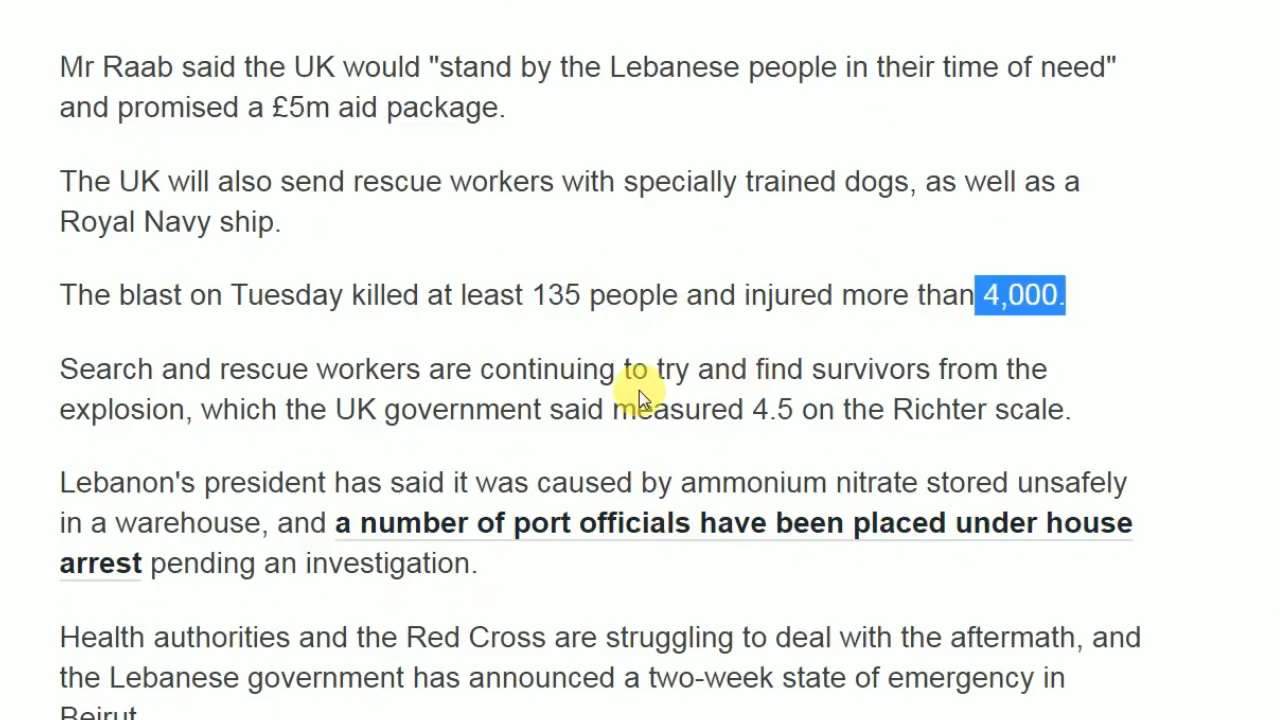 Mr Raab said the UK would "stand by the Lebanese people in their time of need"
and promised a £5m aid package.
The UK will also send rescue workers with specially trained dogs, as well as a
Royal Navy ship.
The blast on Tuesday killed at least 135 people and injured more than 4,000.
Search and rescue workers are continuing to try and find survivors from the
explosion, which the UK government said measured 4.5 on the Richter scale.
Lebanon's president has said it was caused by ammonium nitrate stored unsafely
in a warehouse, and a number of port officials have been placed under house
arrest pending an investigation.
Health authorities and the Red Cross are struggling to deal with the aftermath, and
the Lebanese government has announced a two-week state of emergency in
Beirut